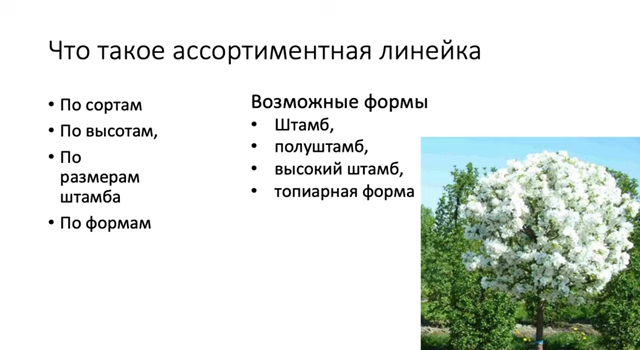 Что такое ассортиментная линейка
• По сортам
• По высотам,
• По
размерам
штамба
• По формам
Возможные формы
• Штамб,
• полуштамб,
• высокий штамб,
• топиарная форма